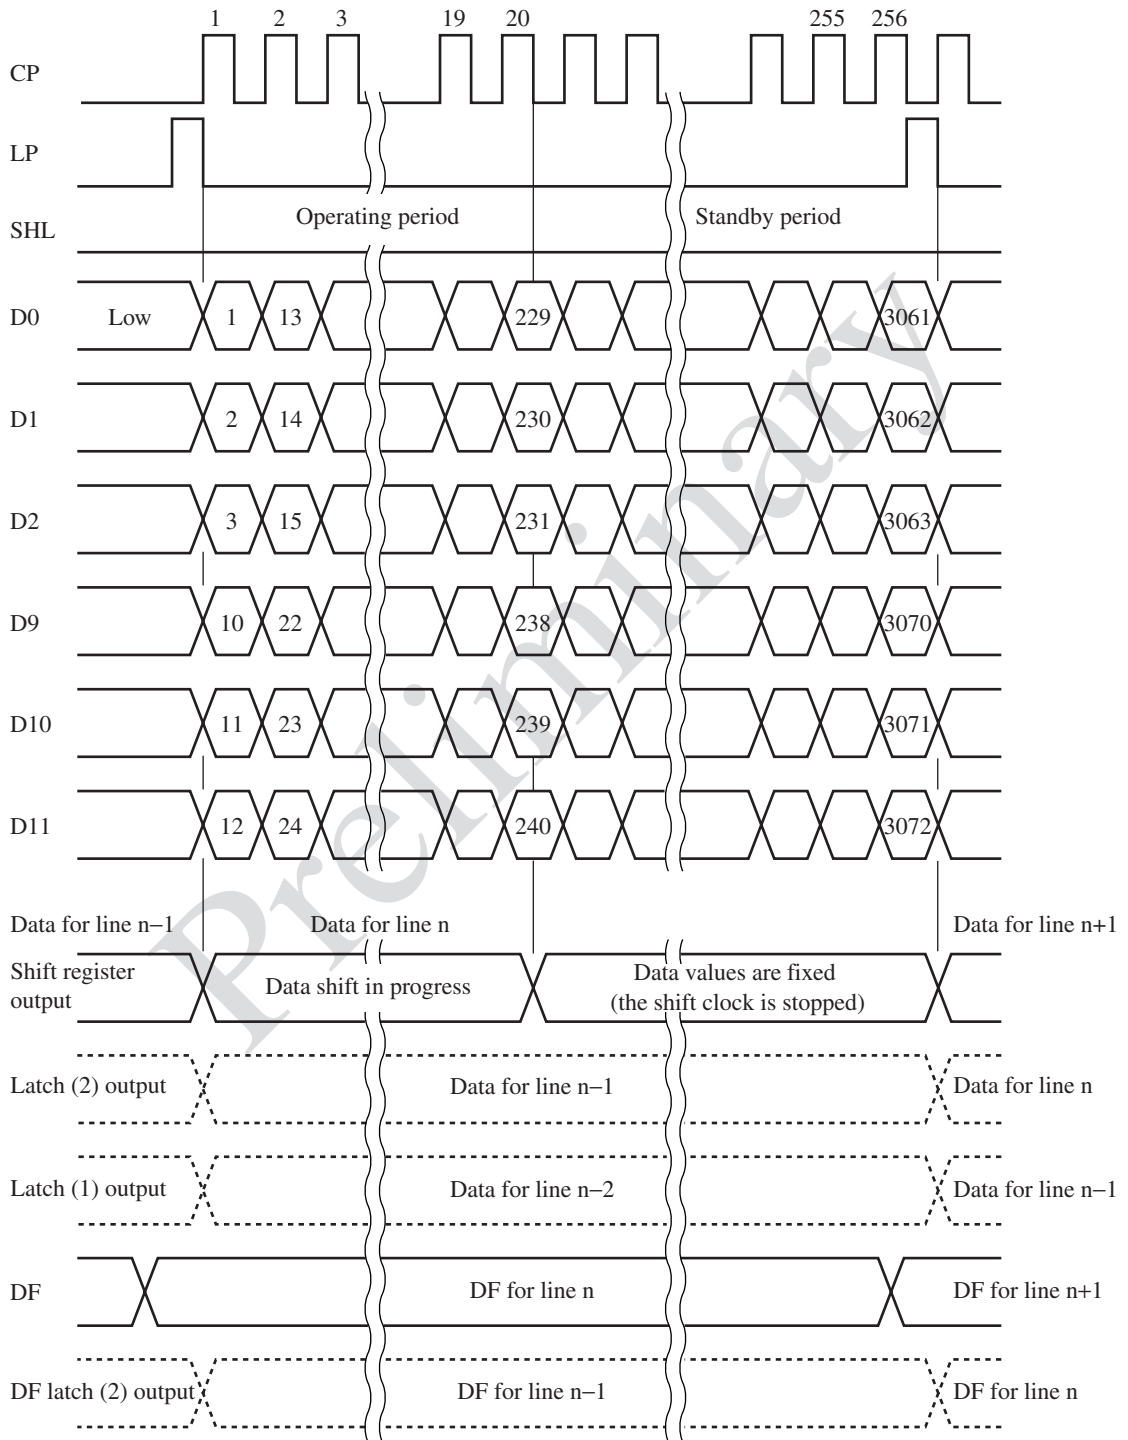 1 2 3 19 20 255 256
CP
LP
Operating period Standby period
SHL
D0 Low 1 13 229 3061
D1 2 14 230 3062
D2 3 15 231 3063
D9 10 22 238 3070
D10 11 23 239 3071
D11 12 24 240 3072
Preliminary
Data for line n−1 Data for line n Data for line n+1
Shift register
output
Data shift in progress
Data values are fixed
(the shift clock is stopped)
Latch (2) output Data for line n−1 Data for line n
Latch (1) output Data for line n−2 Data for line n−1
DF DF for line n DF for line n+1
DF latch (2) output DF for line n−1 DF for line n